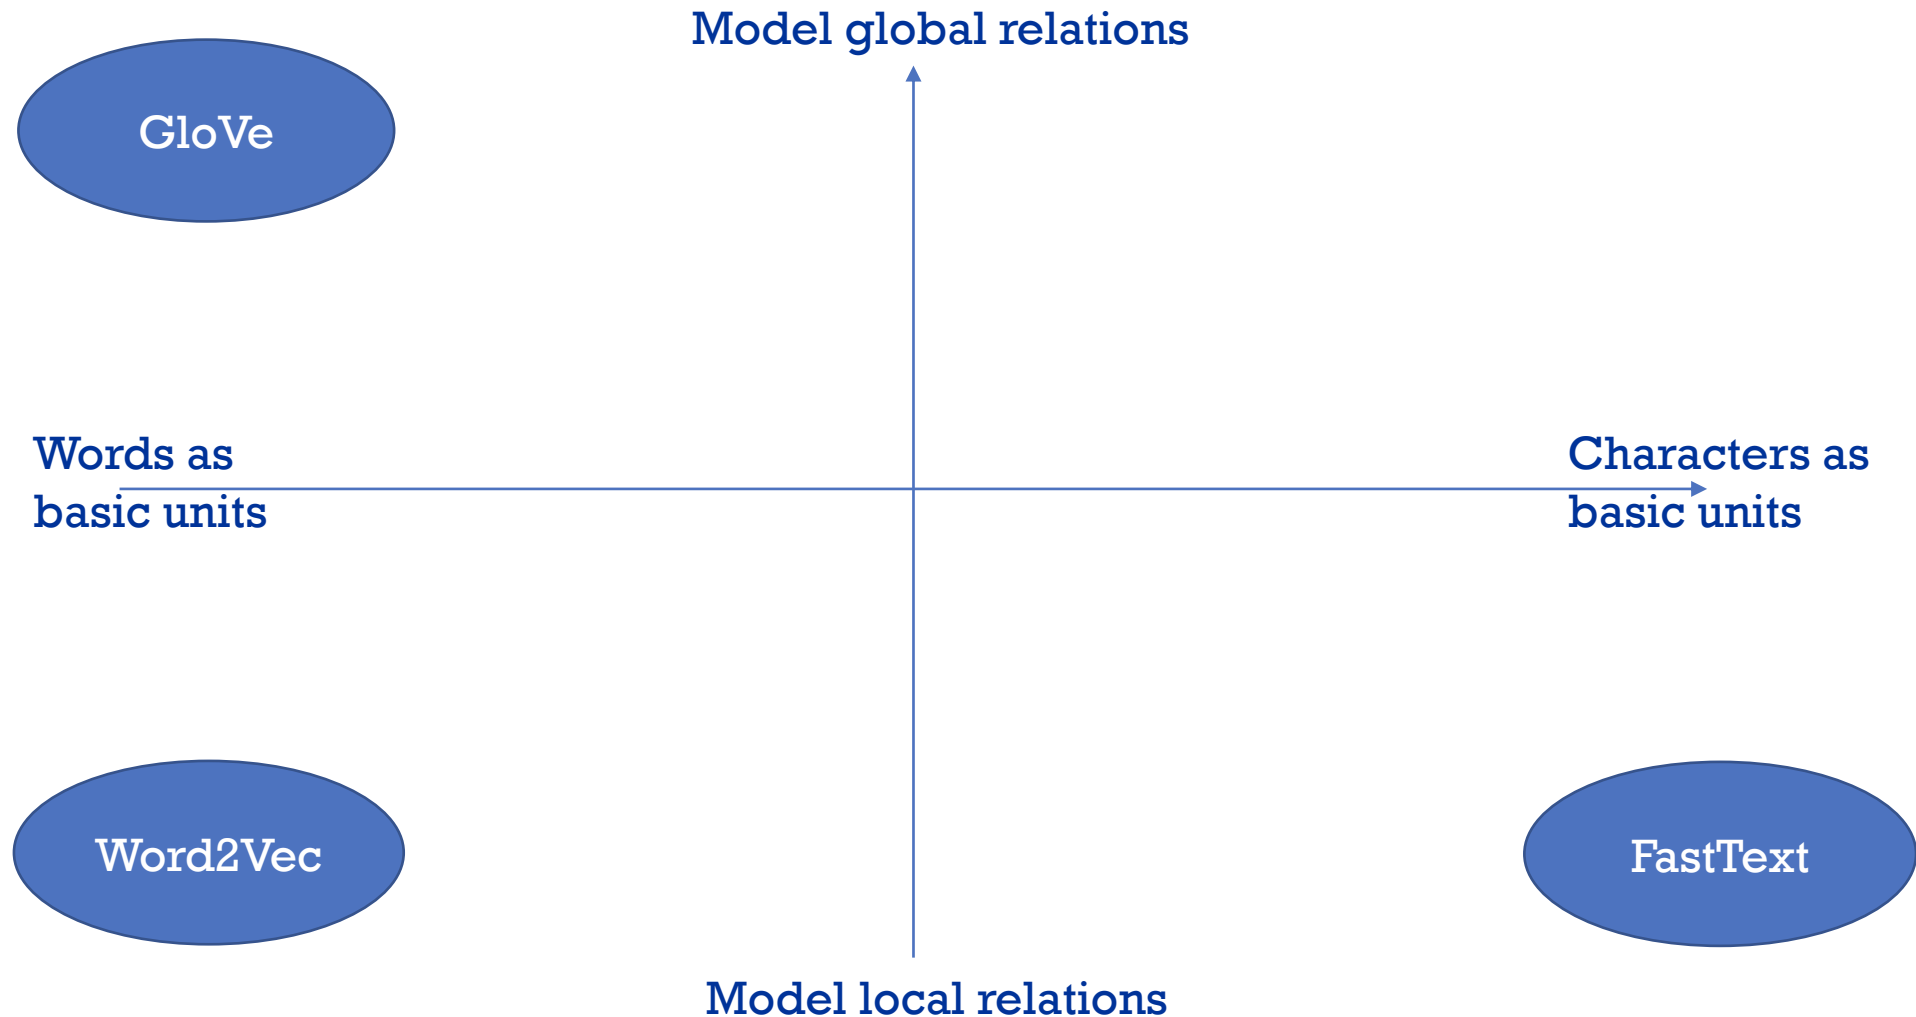 Model global relations
GloVe
Words as
basic units
Characters as
basic units
Word2Vec
FastText
Model local relations